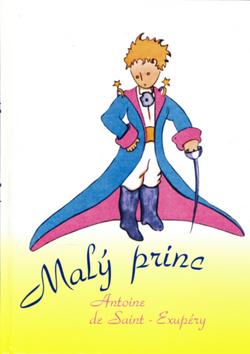 Malý princ
Antoine
de Saint - Exupéry